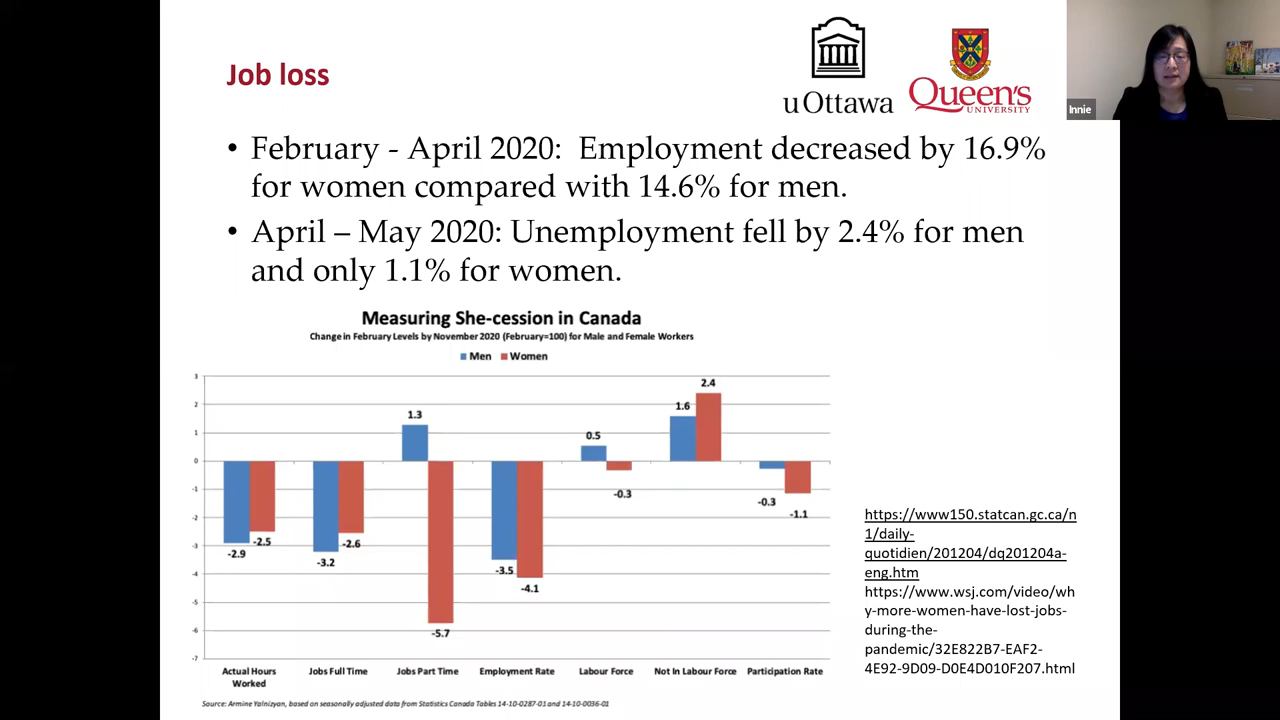 Job loss
uOttawa
Queen's
UNIVERSITY
Innie
• February - April 2020:  Employment decreased by 16.9%
for women compared with 14.6% for men.
• April – May 2020: Unemployment fell by 2.4% for men
and only 1.1% for women.
Measuring She-cession in Canada
Change in February Levels by November 2020 (February=100) for Male and Female Workers
Men Women
3
2
1
0
-1
-2
-3
-4
-5
-6
-7
-2.9
-2.5
-3.2
-2.6
1.3
-5.7
-3.5
-4.1
0.5
-0.3
1.6
2.4
-0.3
-1.1
Actual Hours
Worked
Jobs Full Time
Jobs Part Time
Employment Rate
Labour Force
Not In Labour Force
Participation Rate
Source: Armine Yalnizyan, based on seasonally adjusted data from Statistics Canada Tables 14-10-0287-01 and 14-10-0036-01
https://www150.statcan.gc.ca/n
1/daily-
quotidien/201204/dq201204a-
eng.htm
https://www.wsj.com/video/wh
y-more-women-have-lost-jobs-
during-the-
pandemic/32E822B7-EAF2-
4E92-9D09-D0E4D010F207.html